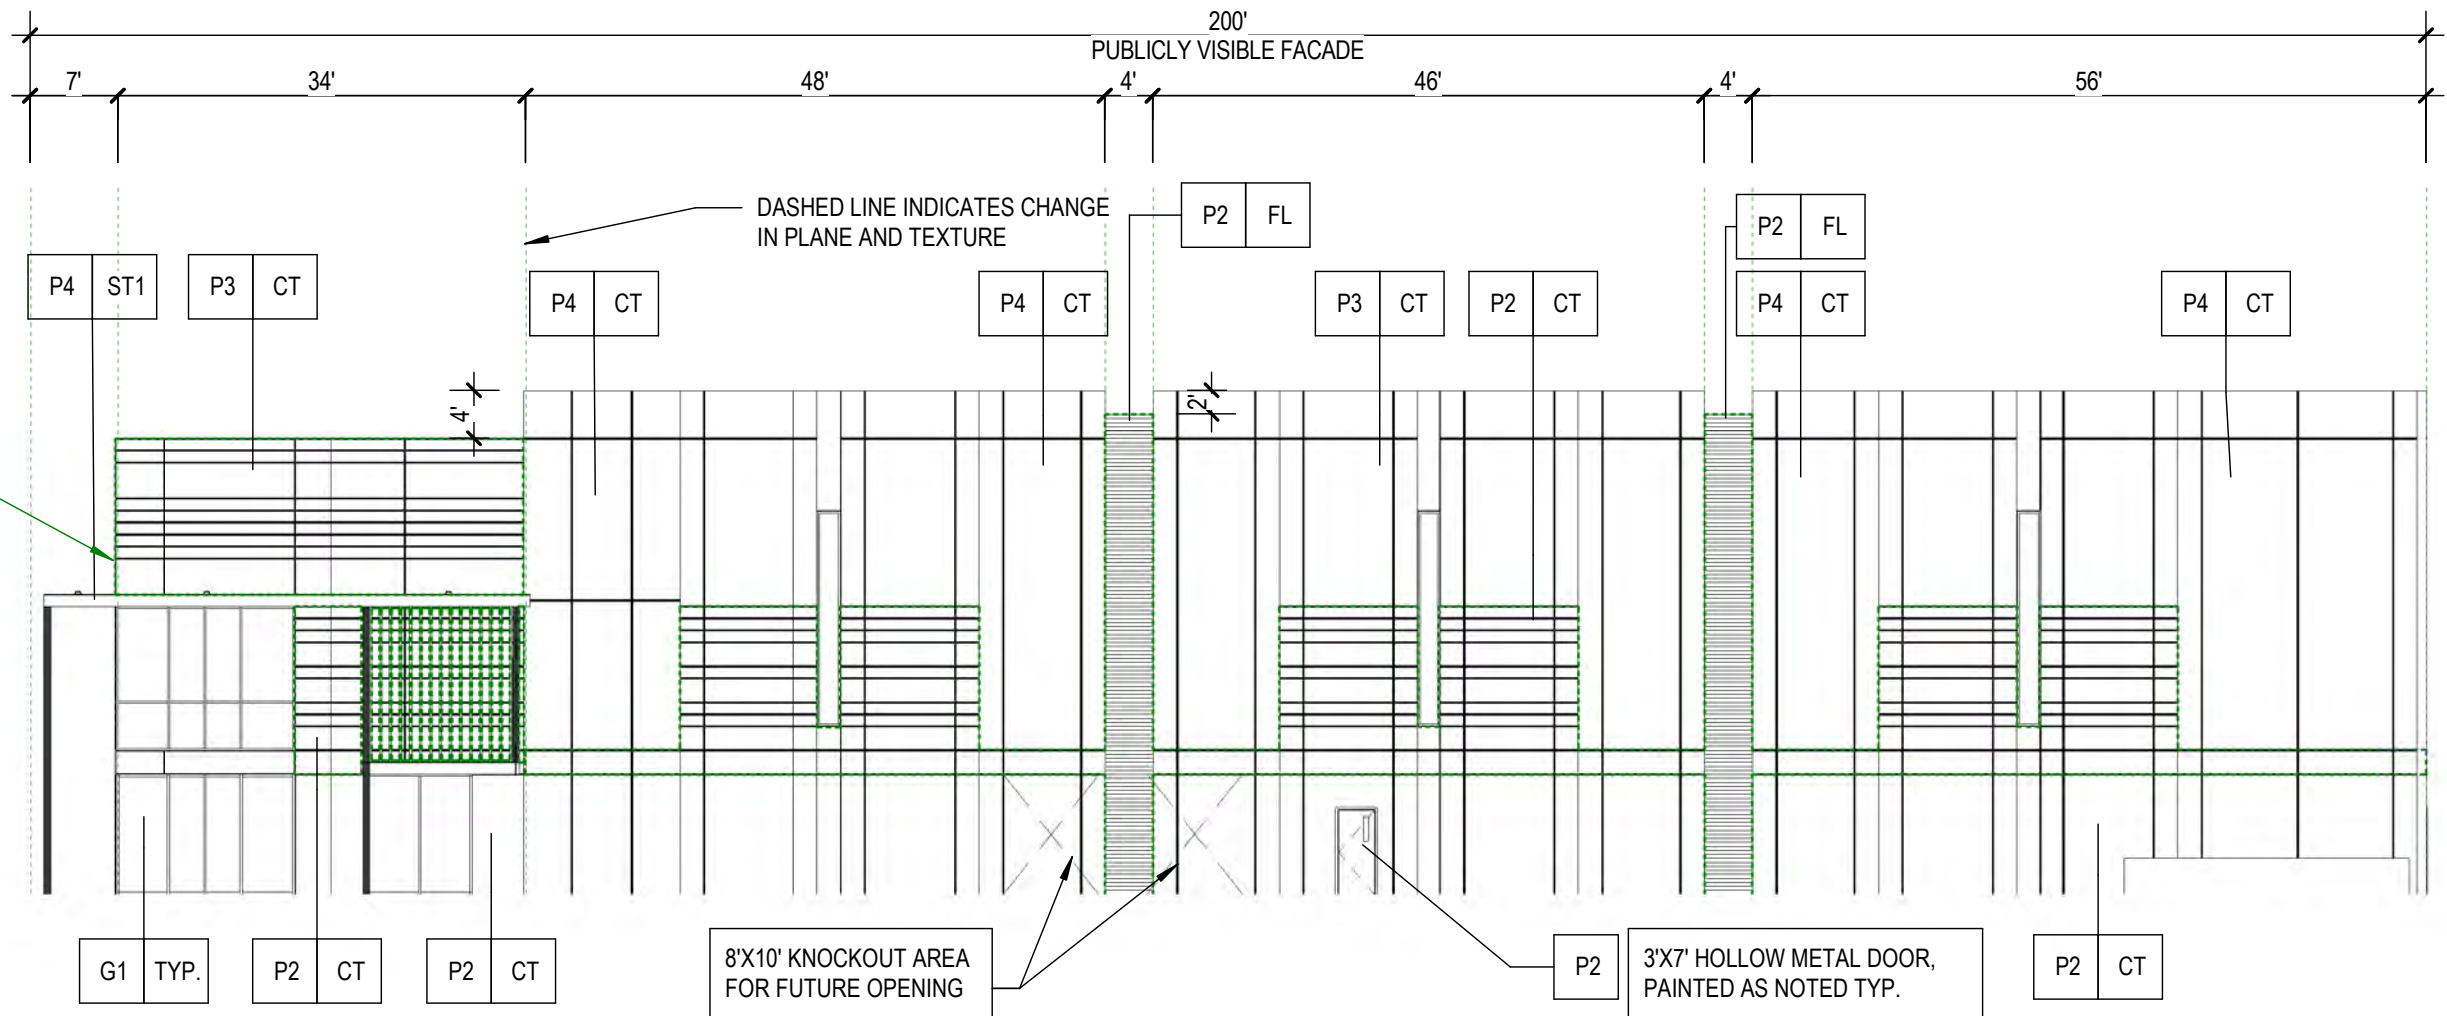 200'
PUBLICLY VISIBLE FACADE
7' 34' 48' 4' 46' 4' 56'
DASHED LINE INDICATES CHANGE
IN PLANE AND TEXTURE
P2 FL
P2 FL
P4 ST1
P3 CT
P4 CT
P4 CT
P3 CT
P2 CT
P4 CT
P4 CT
4'
2'
G1 TYP.
P2 CT
P2 CT
8'X10' KNOCKOUT AREA
FOR FUTURE OPENING
P2
3'X7' HOLLOW METAL DOOR,
PAINTED AS NOTED TYP.
P2 CT